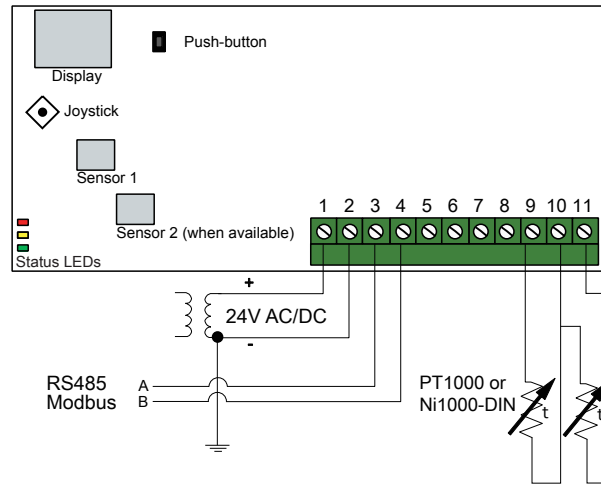 Push-button
Display
Joystick
Sensor 1
Sensor 2 (when available)
Status LEDs
1 2 3 4 5 6 7 8 9 10 11
+
24V AC/DC
-
RS485
Modbus
A
B
PT1000 or
Ni1000-DIN
t
t